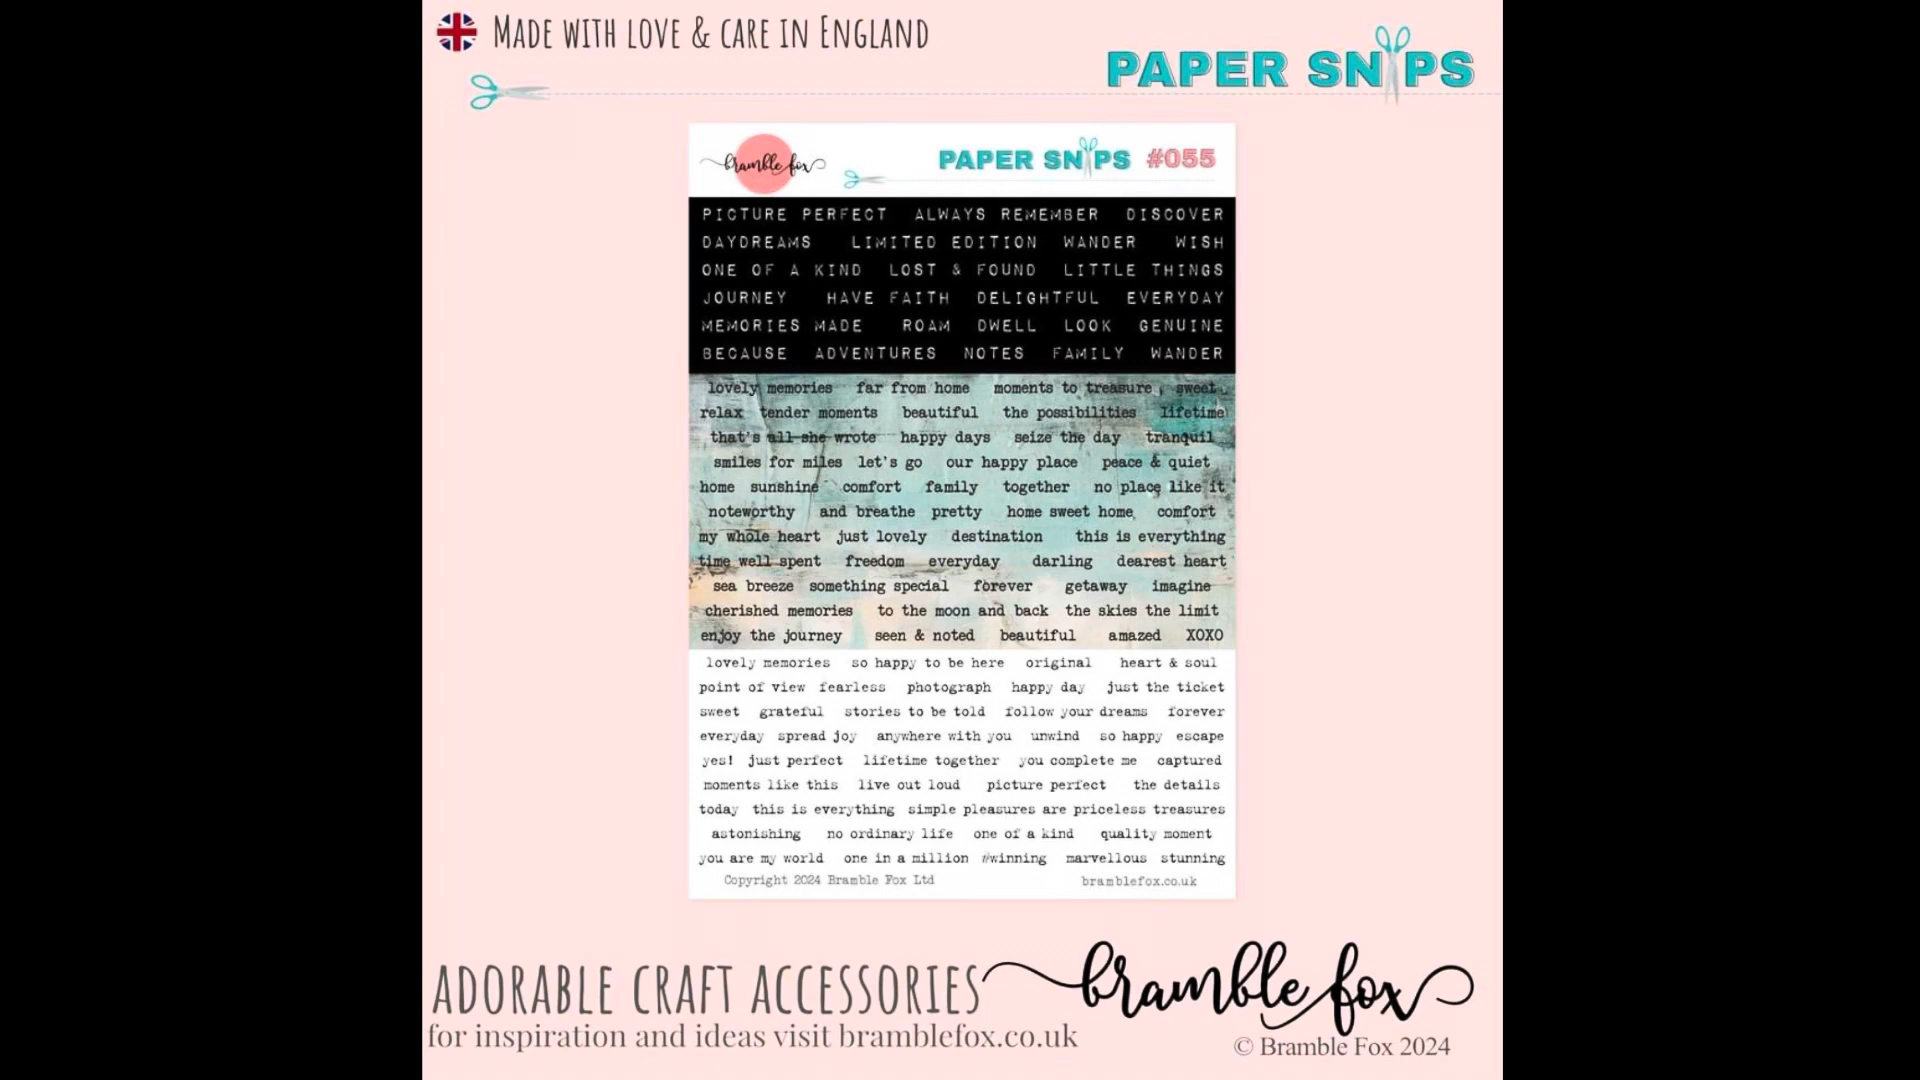 MADE WITH LOVE & CARE IN ENGLAND
PAPER SNIPS
bramble fox
PAPER SNIPS #055
PICTURE PERFECT ALWAYS REMEMBER DISCOVER
DAYDREAMS LIMITED EDITION WANDER WISH
ONE OF A KIND LOST & FOUND LITTLE THINGS
JOURNEY HAVE FAITH DELIGHTFUL EVERYDAY
MEMORIES MADE ROAM DWELL LOOK GENUINE
BECAUSE ADVENTURES NOTES FAMILY WANDER
lovely memories far from home moments to treasure sweet
relax tender moments beautiful the possibilities lifetime
that's all she wrote happy days seize the day tranquil
smiles for miles let's go our happy place peace & quiet
home sunshine comfort family together no place like it
noteworthy and breathe pretty home sweet home comfort
my whole heart just lovely destination this is everything
time well spent freedom everyday darling dearest heart
sea breeze something special forever getaway imagine
cherished memories to the moon and back the skies the limit
enjoy the journey seen & noted beautiful amazed XOXO
lovely memories so happy to be here original heart & soul
point of view fearless photograph happy day just the ticket
sweet grateful stories to be told follow your dreams forever
everyday spread joy anywhere with you unwind so happy escape
yes! just perfect lifetime together you complete me captured
moments like this live out loud picture perfect the details
today this is everything simple pleasures are priceless treasures
astonishing no ordinary life one of a kind quality moment
you are my world one in a million #winning marvellous stunning
Copyright 2024 Bramble Fox Ltd bramblefox.co.uk
ADORABLE CRAFT ACCESSORIES bramble fox
for inspiration and ideas visit bramblefox.co.uk
© Bramble Fox 2024